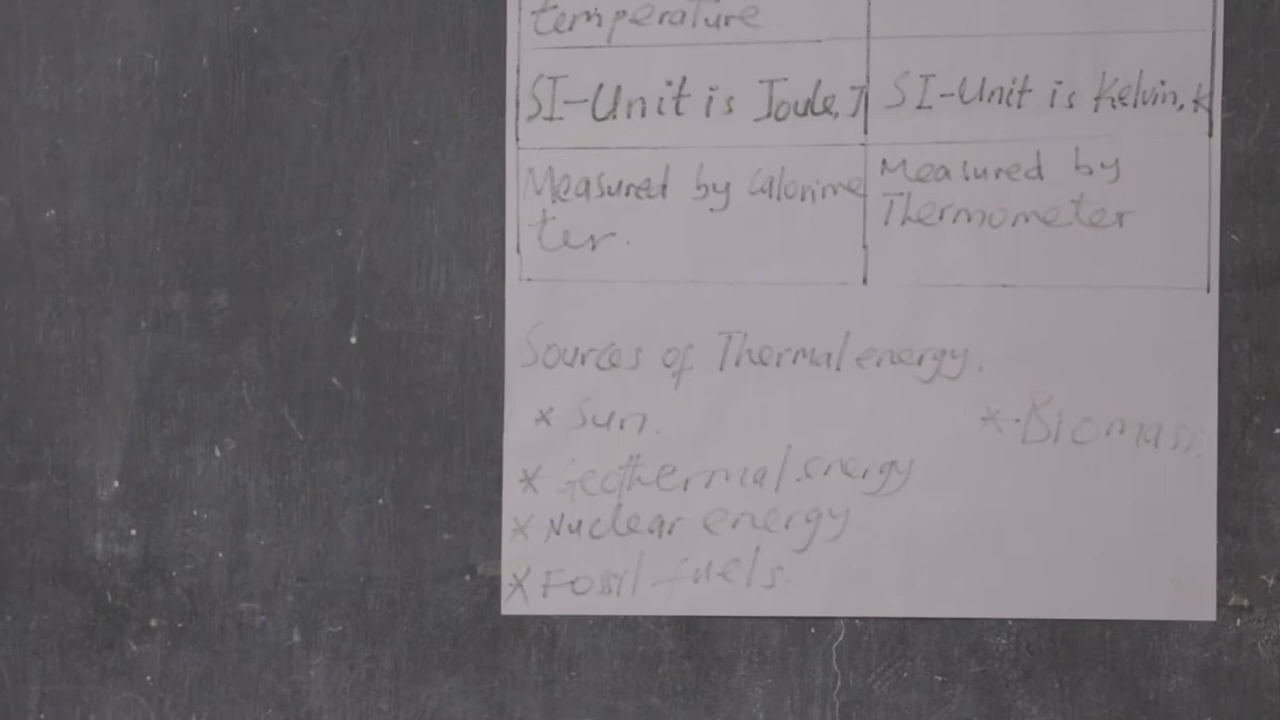 temperature
SI-Unit is Joule, J
SI-Unit is Kelvin, K
Measured by Calorime
ter.
Measured by
Thermometer
Sources of Thermal energy.
* Sun.
* Biomass.
* Geothermal energy
* Nuclear energy
* Fossil fuels.